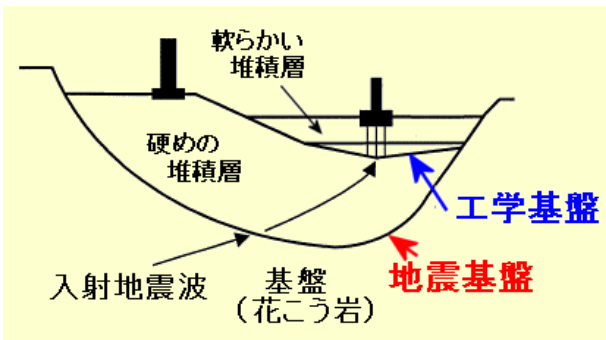 軟らかい
堆積層
硬めの
堆積層
工学基盤
入射地震波
基盤
（花こう岩）
地震基盤